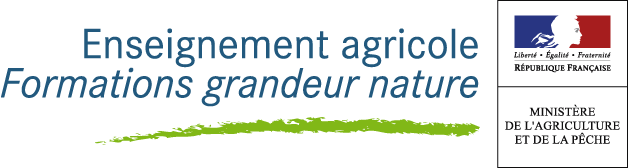 Enseignement agricole
Formations grandeur nature
Liberté • Égalité • Fraternité
RÉPUBLIQUE FRANÇAISE
MINISTÈRE
DE L'AGRICULTURE
ET DE LA PÊCHE